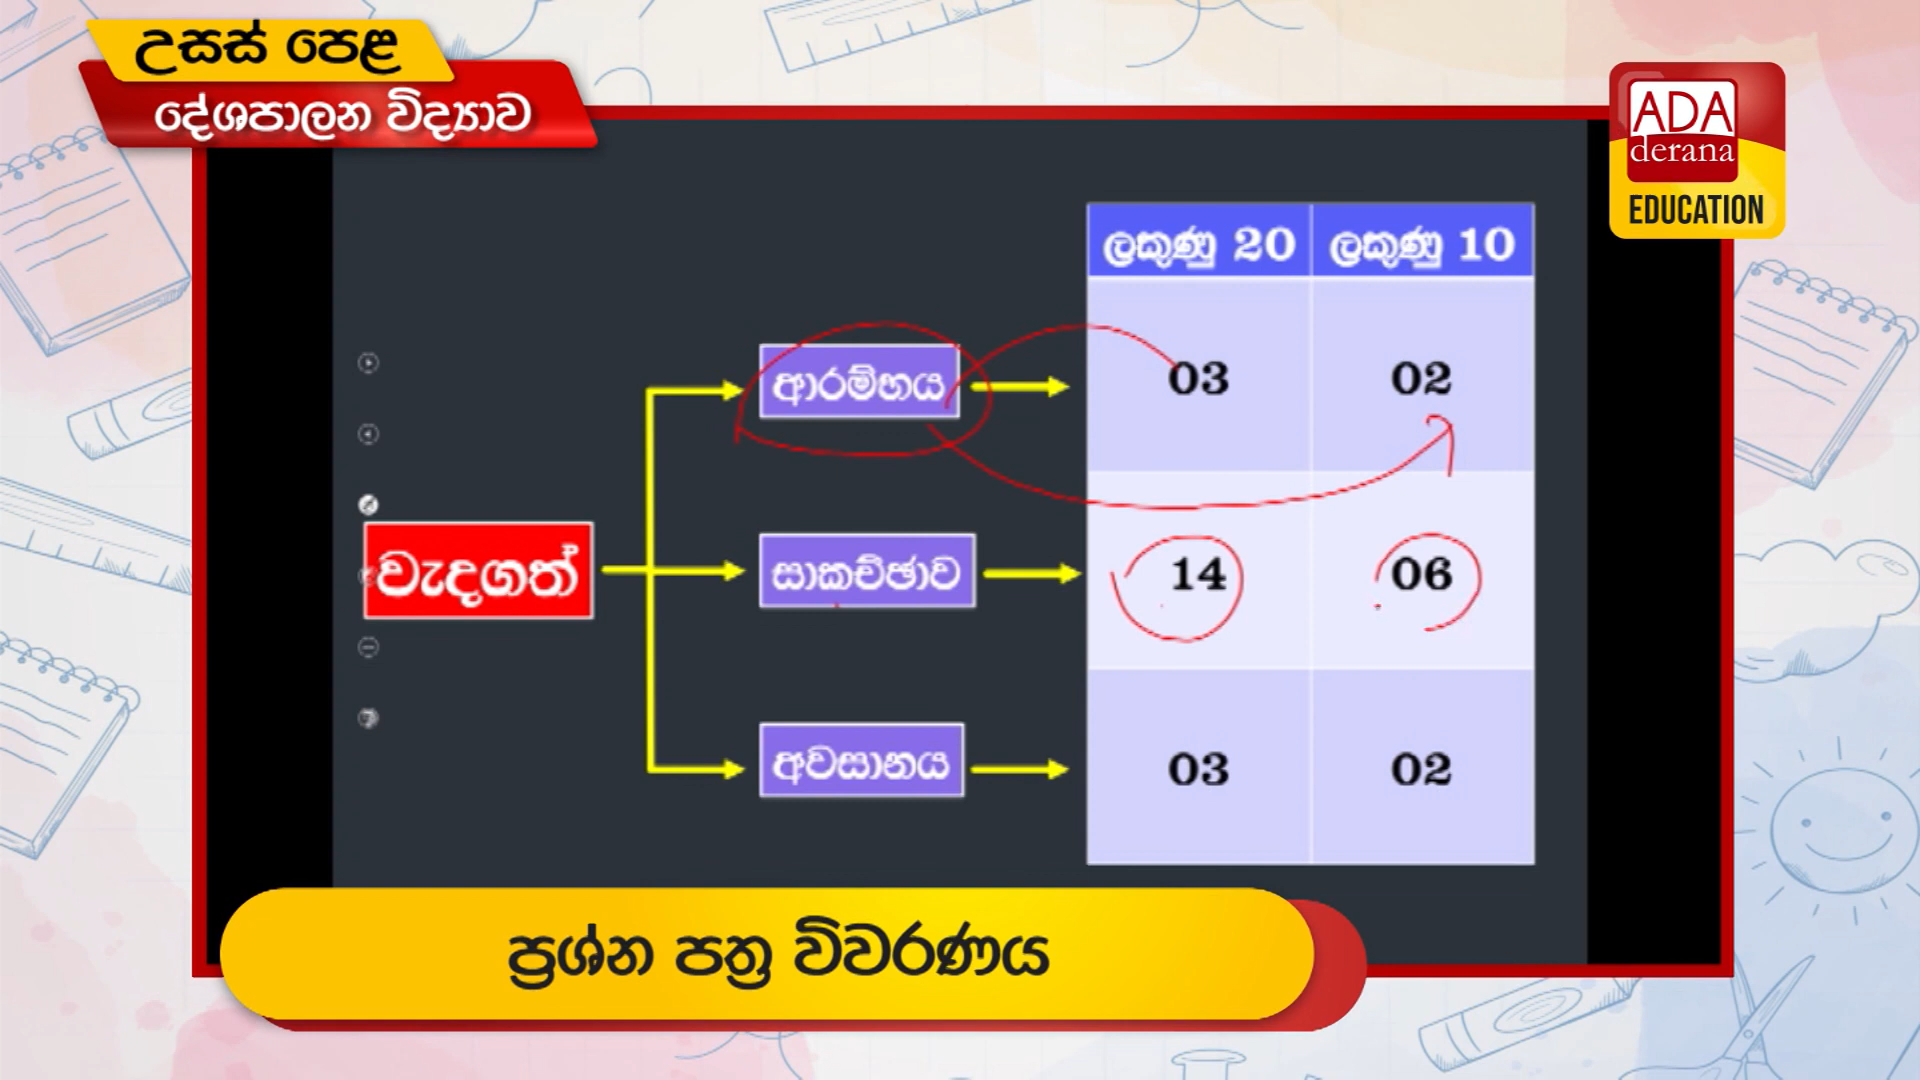 උසස් පෙළ
දේශපාලන විද්‍යාව
ADA
derana
EDUCATION
ලකුණු 20 ලකුණු 10
ආරම්භය 03 02
වැදගත් සාකච්ඡාව 14 06
අවසානය 03 02
ප්‍රශ්න පත්‍ර විවරණය